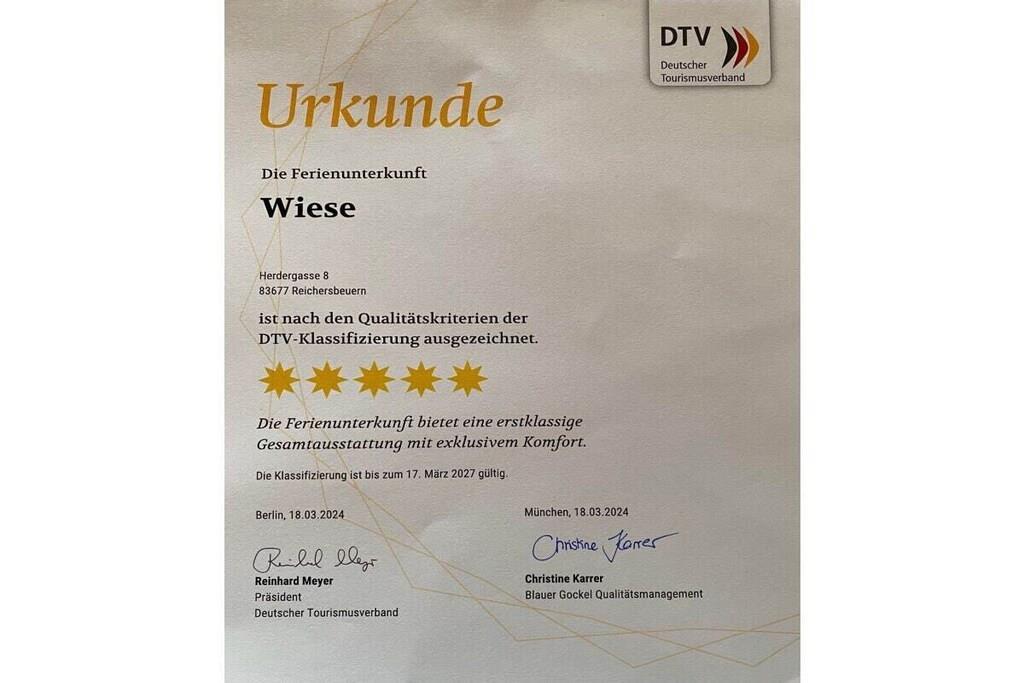 DTV
Deutscher
Tourismusverband
Urkunde
Die Ferienunterkunft
Wiese
Herdergasse 8
83677 Reichersbeuern
ist nach den Qualitätskriterien der
DTV-Klassifizierung ausgezeichnet.
Die Ferienunterkunft bietet eine erstklassige
Gesamtausstattung mit exklusivem Komfort.
Die Klassifizierung ist bis zum 17. März 2027 gültig.
Berlin, 18.03.2024
Reinhard Meyer
Reinhard Meyer
Präsident
Deutscher Tourismusverband
München, 18.03.2024
Christine Karrer
Christine Karrer
Blauer Gockel Qualitätsmanagement